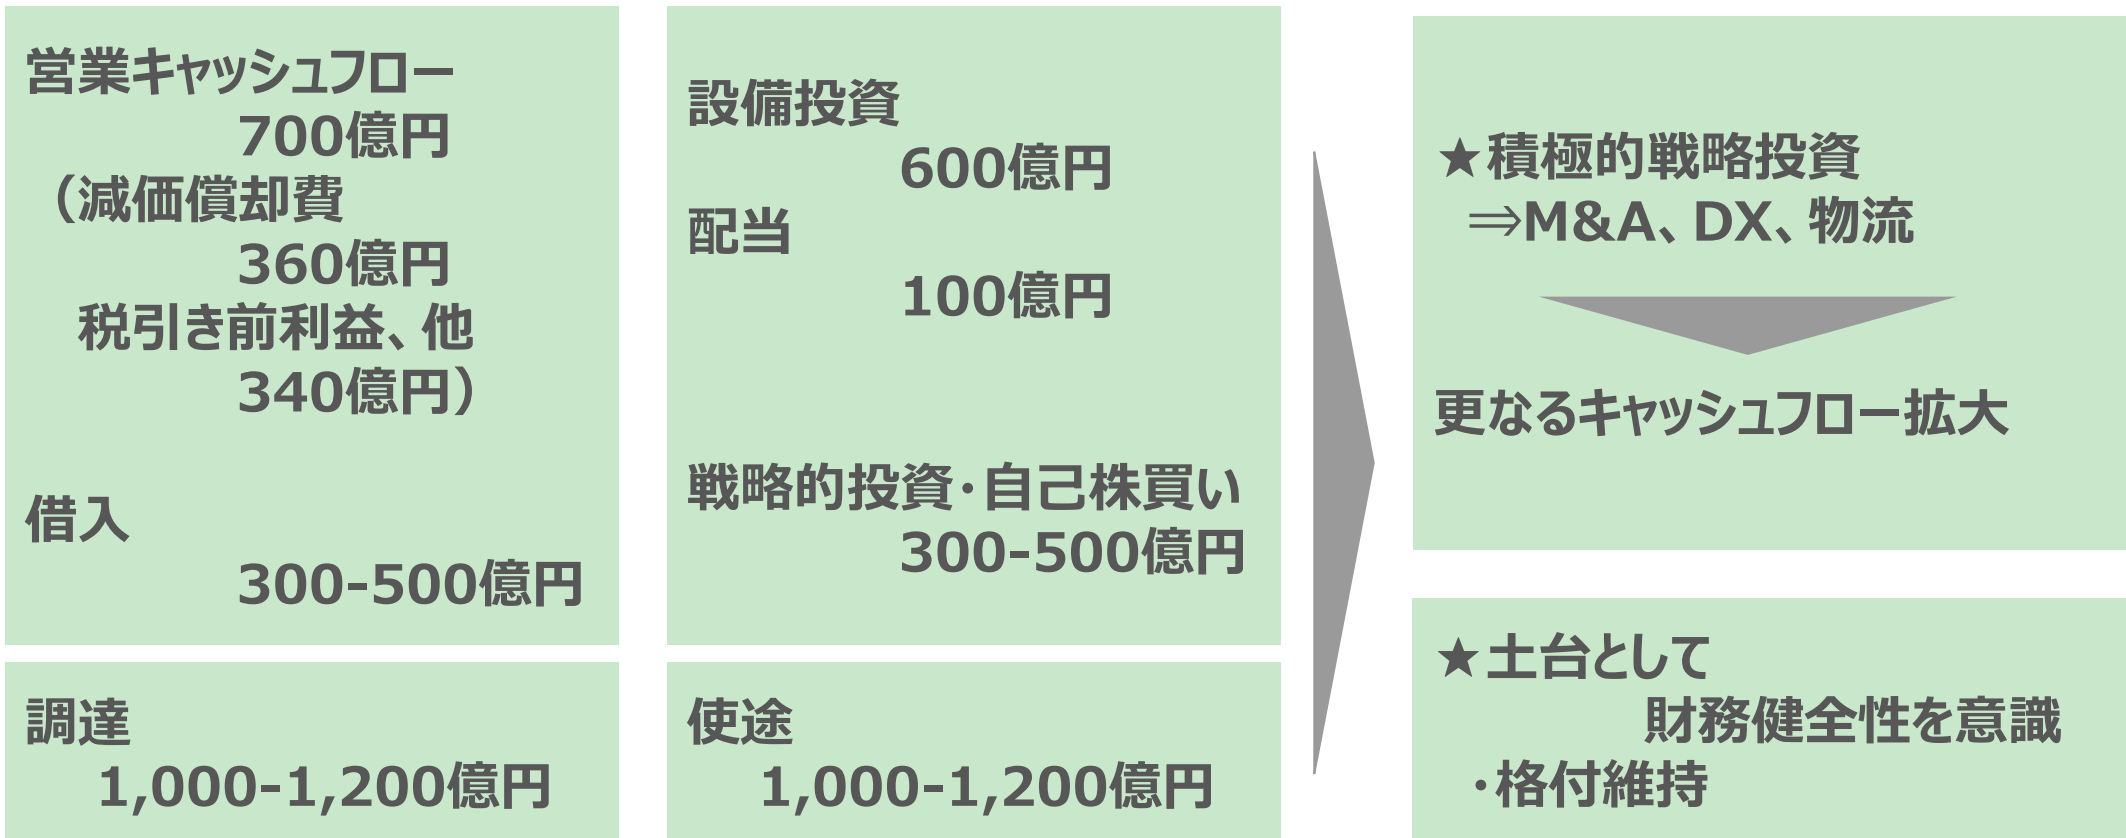 営業キャッシュフロー
700億円
（減価償却費
360億円
税引き前利益、他
340億円）
借入
300-500億円
調達
1,000-1,200億円
設備投資
600億円
配当
100億円
戦略的投資・自己株買い
300-500億円
使途
1,000-1,200億円
★積極的戦略投資
⇒M&A、DX、物流
更なるキャッシュフロー拡大
★土台として
財務健全性を意識
・格付維持